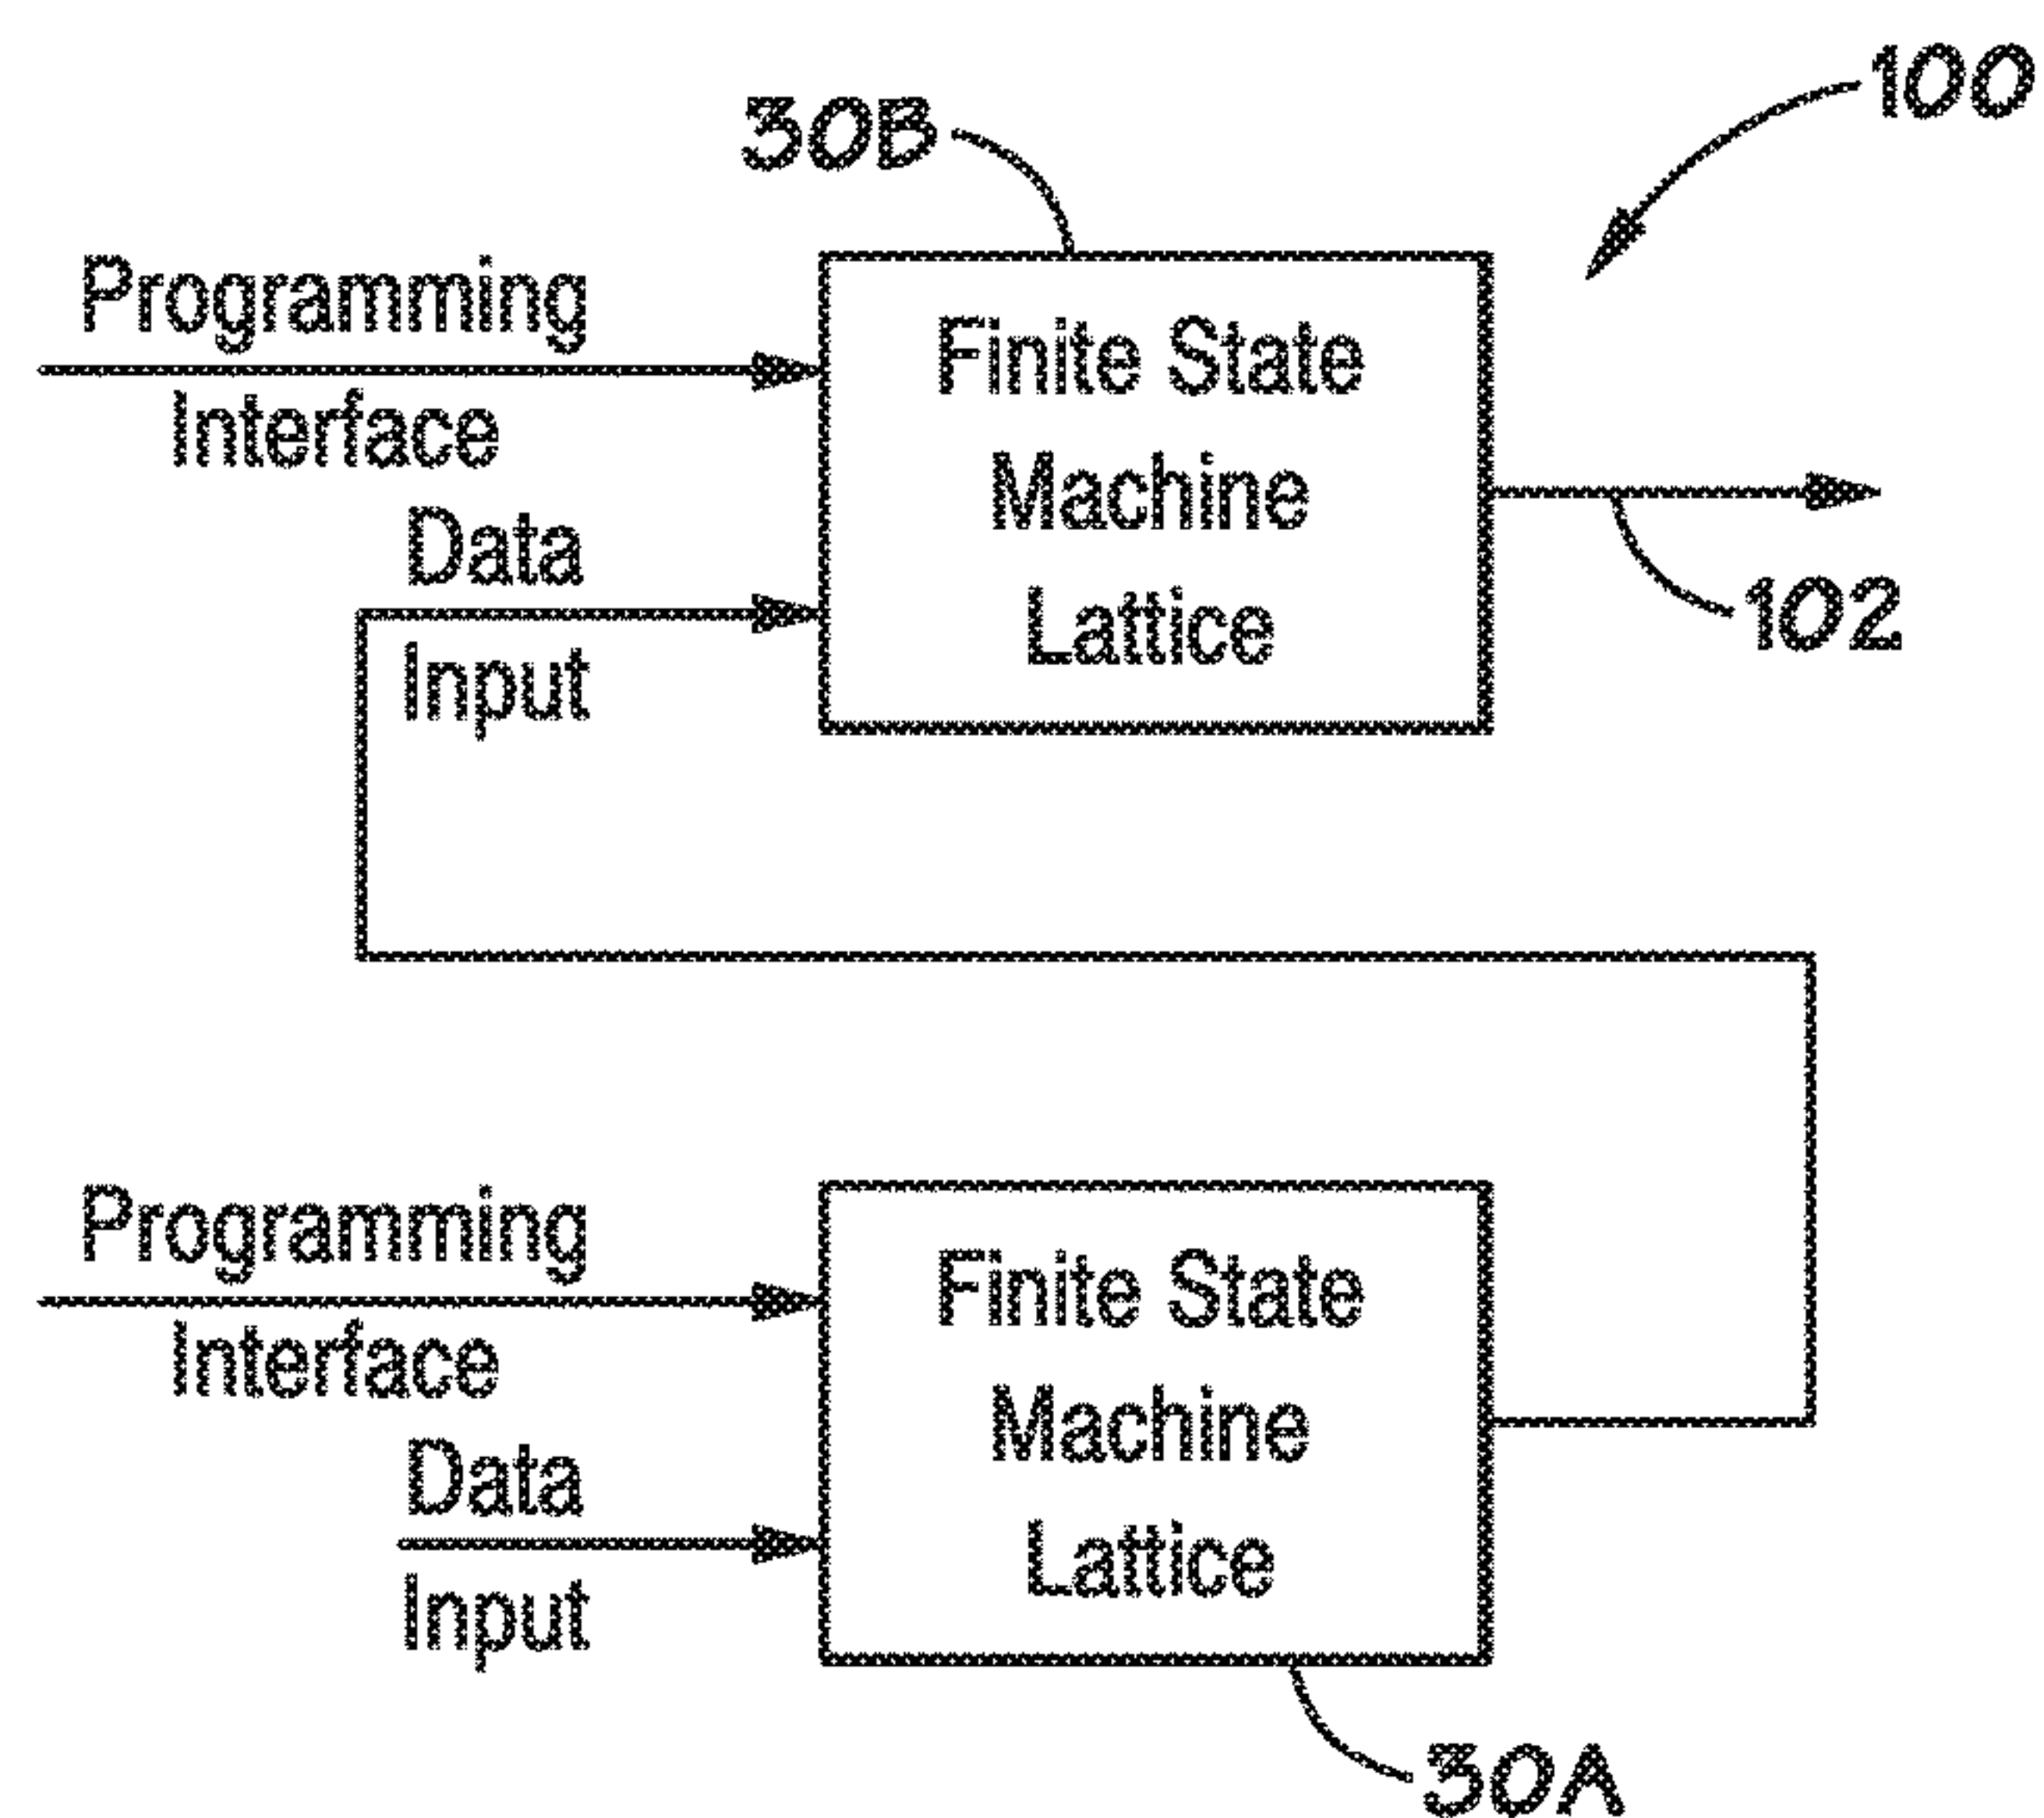 100
30B
Programming
Interface
Finite State
Machine
Lattice
Data
Input
102
Programming
Interface
Finite State
Machine
Lattice
Data
Input
30A